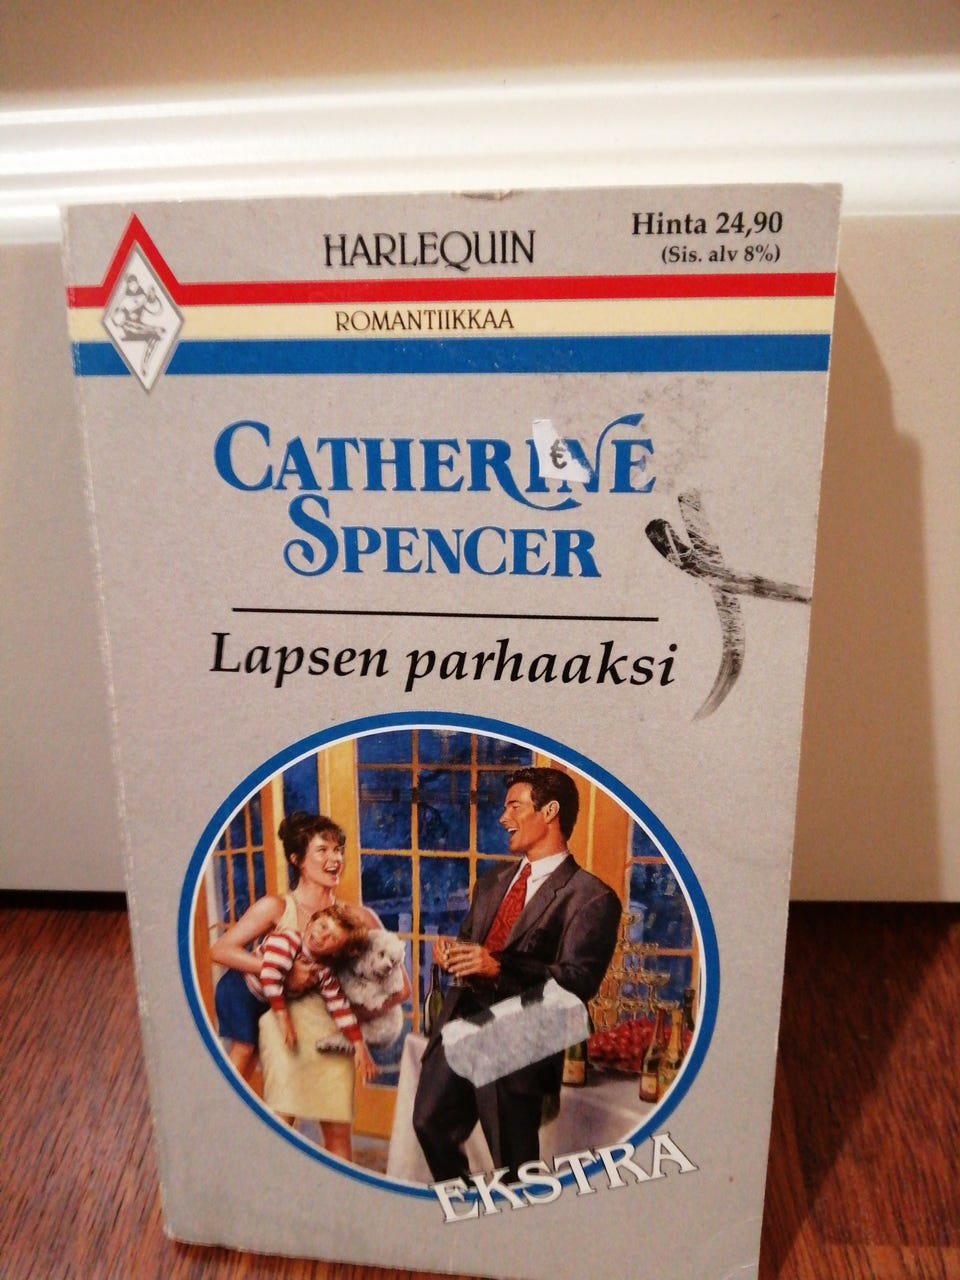 HARLEQUIN
Hinta 24,90
(Sis. alv 8%)
ROMANTIIKKAA
CATHERINE
€
SPENCER
Lapsen parhaaksi
EKSTRA